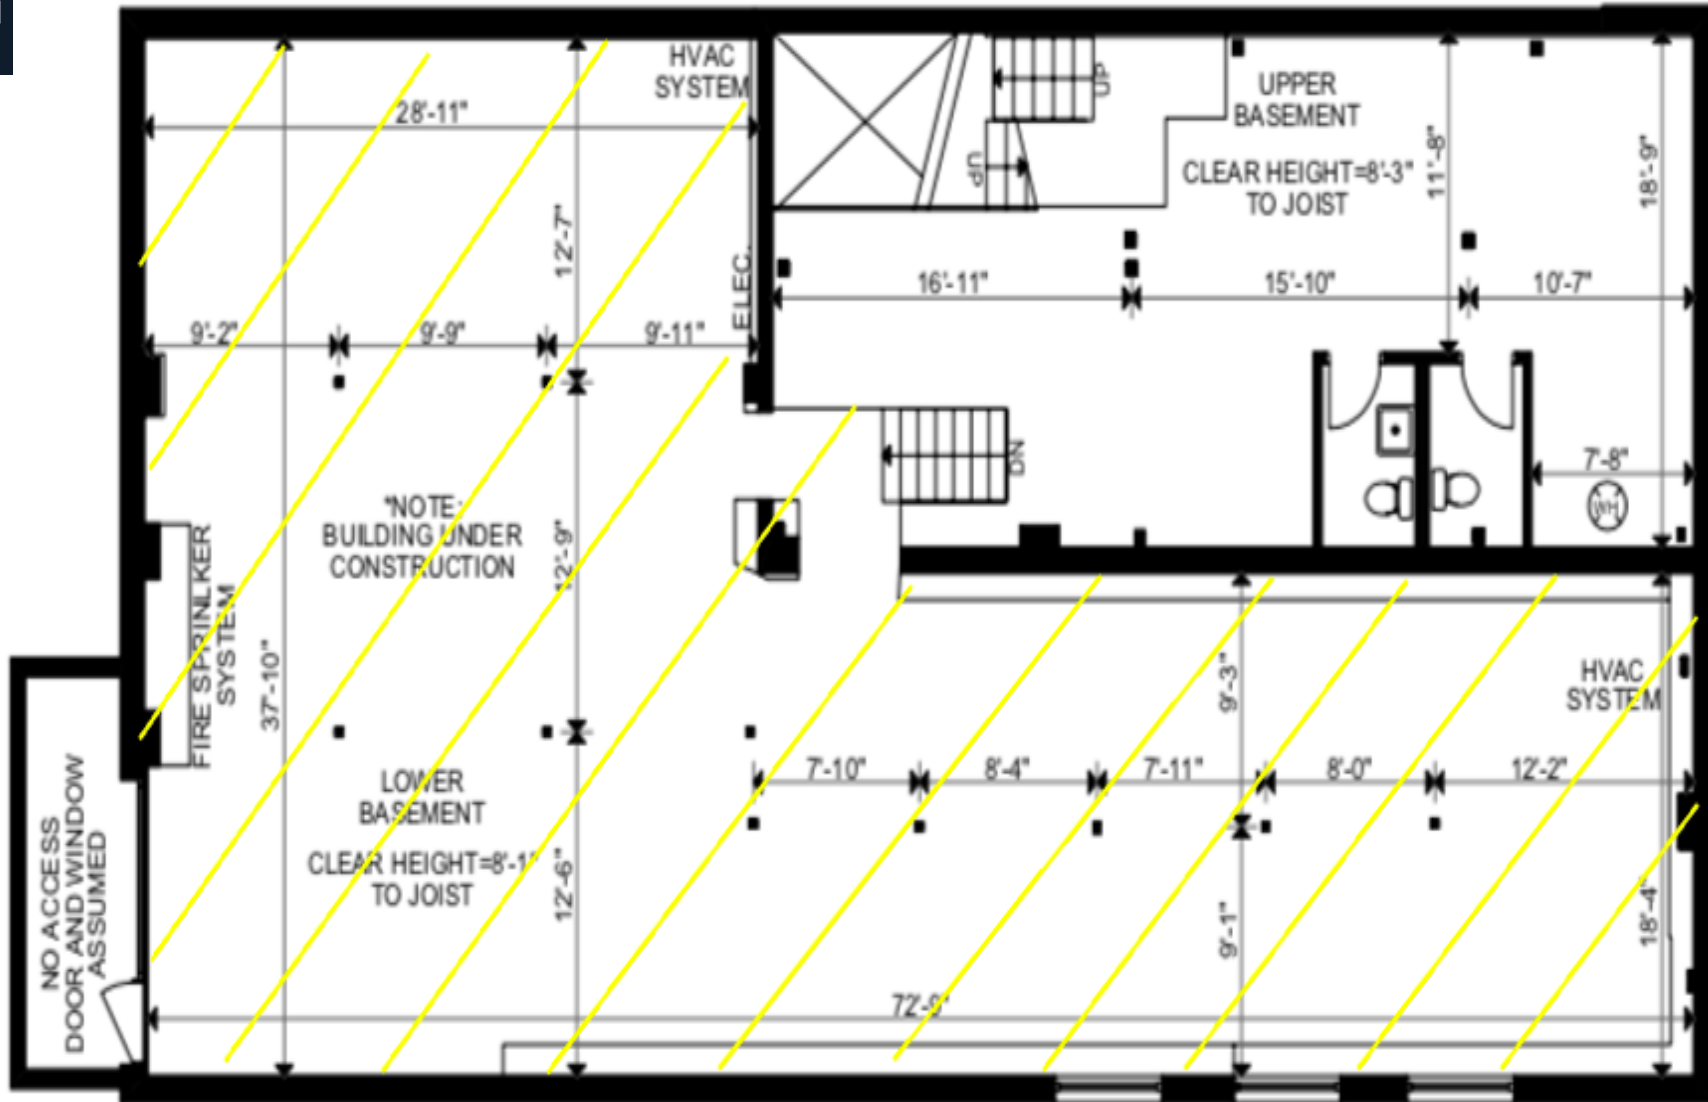 HVAC
SYSTEM
UP
UP
28'-11"
UPPER
BASEMENT
CLEAR HEIGHT=8'-3"
TO JOIST
11'-8"
18'-9"
12'-7"
ELEC.
16'-11"
15'-10"
10'-7"
9'-2"
9'-9"
9'-11"
DN
7'-8"
WH
*NOTE:
BUILDING UNDER
CONSTRUCTION
12'-9"
FIRE SPRINLKER
SYSTEM
37'-10"
9'-3"
HVAC
SYSTEM
7'-10"
8'-4"
7'-11"
8'-0"
12'-2"
LOWER
BASEMENT
CLEAR HEIGHT=8'-1"
TO JOIST
12'-6"
9'-1"
18'-4"
NO ACCESS
DOOR AND WINDOW
ASSUMED